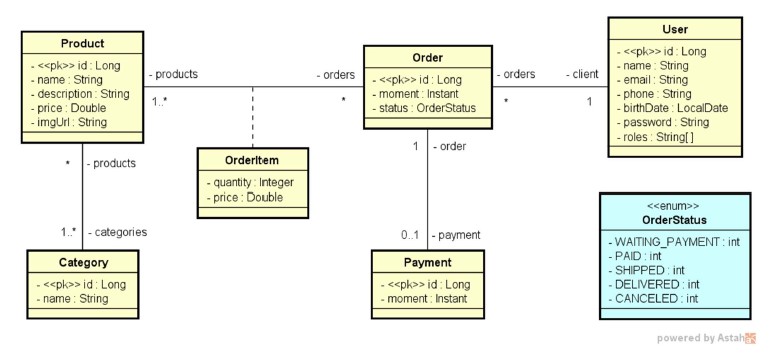 Product
- <<pk>> id : Long
- name : String
- description : String
- price : Double
- imgUrl : String
- products
1..*
- orders
*
Order
- <<pk>> id : Long
- moment : Instant
- status : OrderStatus
- orders
*
- client
1
User
- <<pk>> id : Long
- name : String
- email : String
- phone : String
- birthDate : LocalDate
- password : String
- roles : String[ ]
OrderItem
- quantity : Integer
- price : Double
* - products
1..* - categories
Category
- <<pk>> id : Long
- name : String
1 - order
0..1 - payment
Payment
- <<pk>> id : Long
- moment : Instant
<<enum>>
OrderStatus
- WAITING_PAYMENT : int
- PAID : int
- SHIPPED : int
- DELIVERED : int
- CANCELED : int
powered by Astah